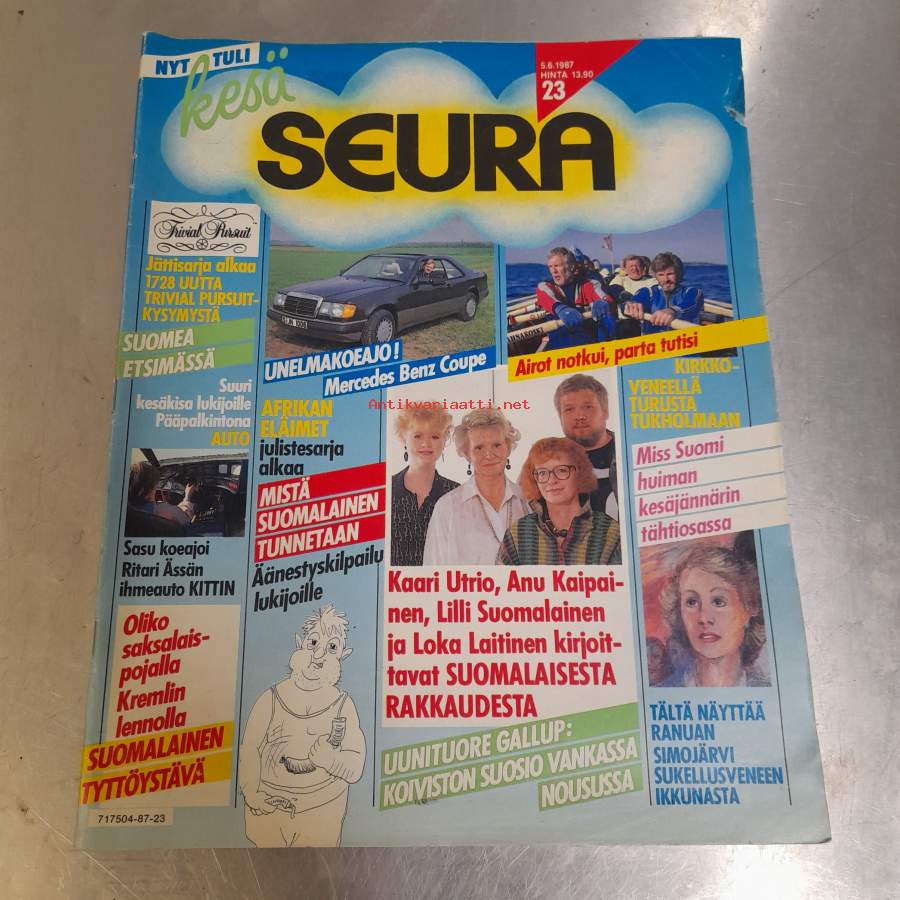 NYT TULI
kesä
SEURA
5.6.1987
HINTA 13,90
23
Trivial Pursuit
Jättisarja alkaa
1728 UUTTA
TRIVIAL PURSUIT-
KYSYMYSTÄ
SUOMEA
ETSIMÄSSÄ
Suuri
kesäkisa lukijoille
Pääpalkintona
AUTO
Sasu koeajoi
Ritari Ässän
ihmeauto KITTIN
Oliko
saksalais-
pojalla
Kremlin
lennolla
SUOMALAINEN
TYTTÖYSTÄVÄ
717504-87-23
UNELMAKOEAJO!
Mercedes Benz Coupe
AFRIKAN
ELÄIMET
julistesarja
alkaa
MISTÄ
SUOMALAINEN
TUNNETAAN
Äänestyskilpailu
lukijoille
Antikvariaatti.net
Kaari Utrio, Anu Kaipai-
nen, Lilli Suomalainen
ja Loka Laitinen kirjoit-
tavat SUOMALAISESTA
RAKKAUDESTA
UUNITUORE GALLUP:
KOIVISTON SUOSIO VANKASSA
NOUSUSSA
Airot notkui, parta tutisi
KIRKKO-
VENEELLÄ
TURUSTA
TUKHOLMAAN
Miss Suomi
huiman
kesäjännärin
tähtiosassa
TÄLTÄ NÄYTTÄÄ
RANUAN
SIMOJÄRVI
SUKELLUSVENEEN
IKKUNASTA